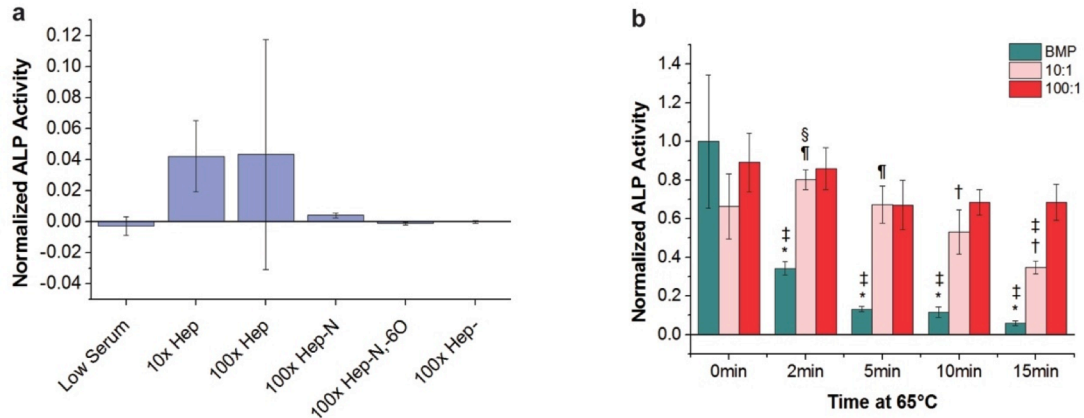 a
Normalized ALP Activity
0.12
0.10
0.08
0.06
0.04
0.02
0.00
-0.02
-0.04
Low Serum
10x Hep
100x Hep
100x Hep-N
100x Hep-N,-6O
100x Hep-
b
Normalized ALP Activity
1.4
1.2
1.0
0.8
0.6
0.4
0.2
0.0
BMP
10:1
100:1
§
¶
¶
†
‡
†
‡
*
‡
*
‡
*
‡
*
0min
2min
5min
10min
15min
Time at 65°C